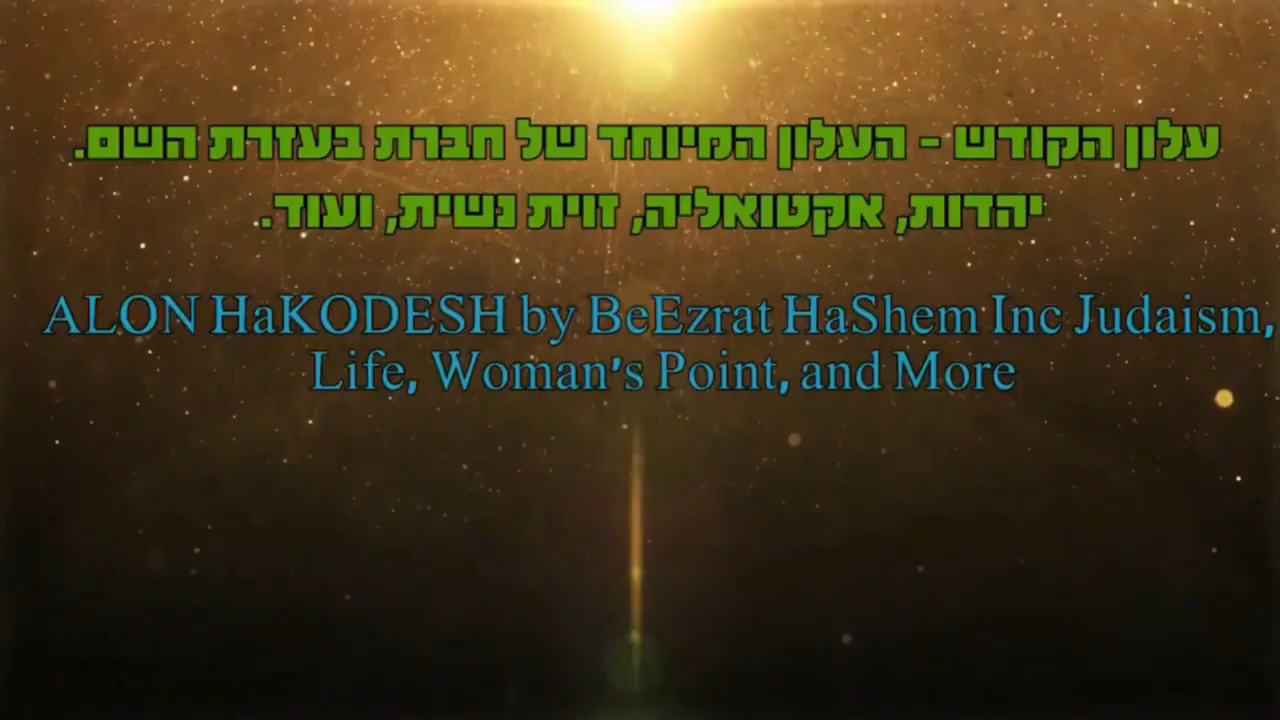 עלון הקודש - העלון המיוחד של חברת בעזרת השם.
יהדות, אקטואליה, זוית נשית, ועוד.
ALON HaKODESH by BeEzrat HaShem Inc Judaism,
Life, Woman's Point, and More